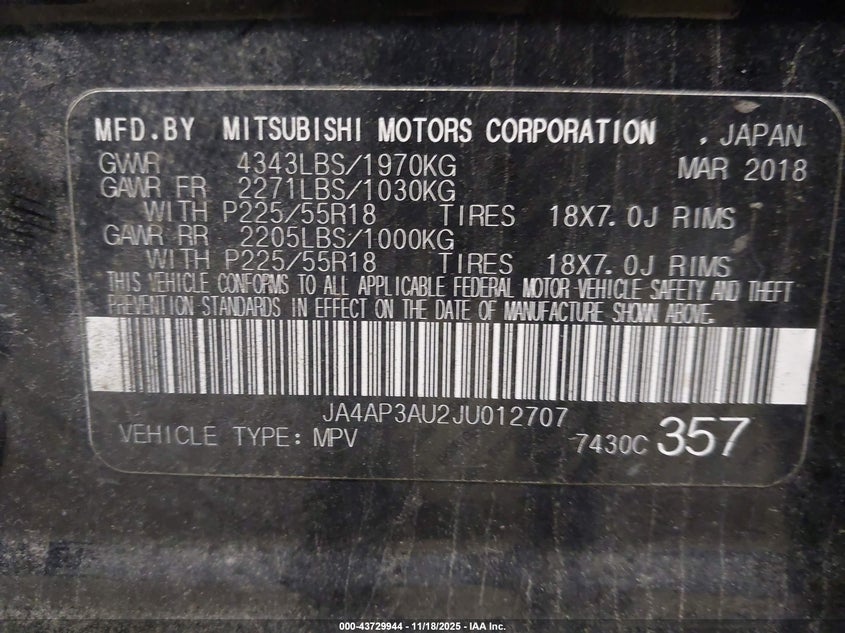 MFD.BY MITSUBISHI MOTORS CORPORATION , JAPAN
GVWR 4343LBS/1970KG MAR 2018
GAWR FR 2271LBS/1030KG
WITH P225/55R18 TIRES 18X7.0J RIMS
GAWR RR 2205LBS/1000KG
WITH P225/55R18 TIRES 18X7.0J RIMS
THIS VEHICLE CONFORMS TO ALL APPLICABLE FEDERAL MOTOR VEHICLE SAFETY AND THEFT
PREVENTION STANDARDS IN EFFECT ON THE DATE OF MANUFACTURE SHOWN ABOVE.
JA4AP3AU2JU012707
VEHICLE TYPE: MPV 7430C 357
000-43729944 - 11/18/2025 - IAA Inc.